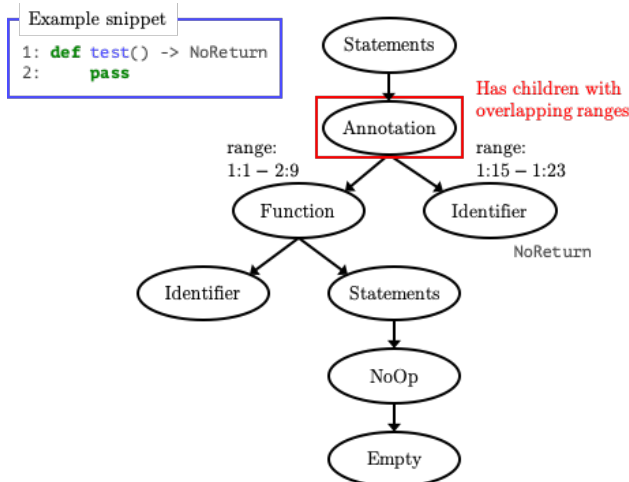 Example snippet
1: def test() -> NoReturn
2:     pass
Statements
Has children with
overlapping ranges
Annotation
range:
1:1 – 2:9
range:
1:15 – 1:23
Function
Identifier
NoReturn
Identifier
Statements
NoOp
Empty